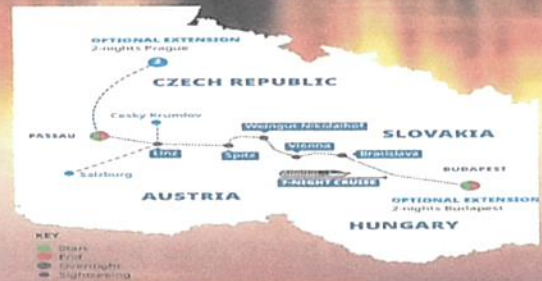 OPTIONAL EXTENSION
2-nights Prague
2
CZECH REPUBLIC
Cesky Krumlov
Weingut Nikolaihof
PASSAU
SLOVAKIA
Linz
Spitz
Vienna
Bratislava
Salzburg
7-NIGHT CRUISE
BUDAPEST
AUSTRIA
OPTIONAL EXTENSION
2-nights Budapest
HUNGARY
KEY
Start
End
Overnight
Sightseeing